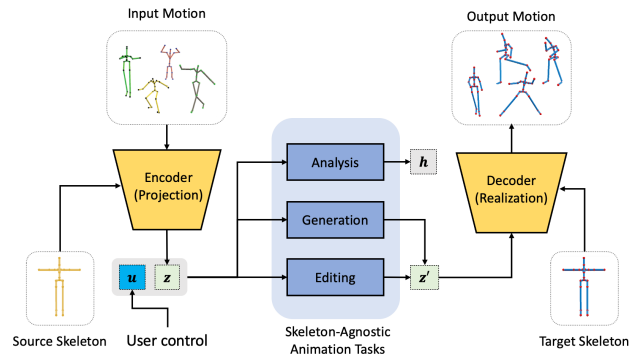 Input Motion
Output Motion
Encoder
(Projection)
Analysis
h
Decoder
(Realization)
Generation
u
z
Editing
z′
Source Skeleton
User control
Skeleton-Agnostic
Animation Tasks
Target Skeleton